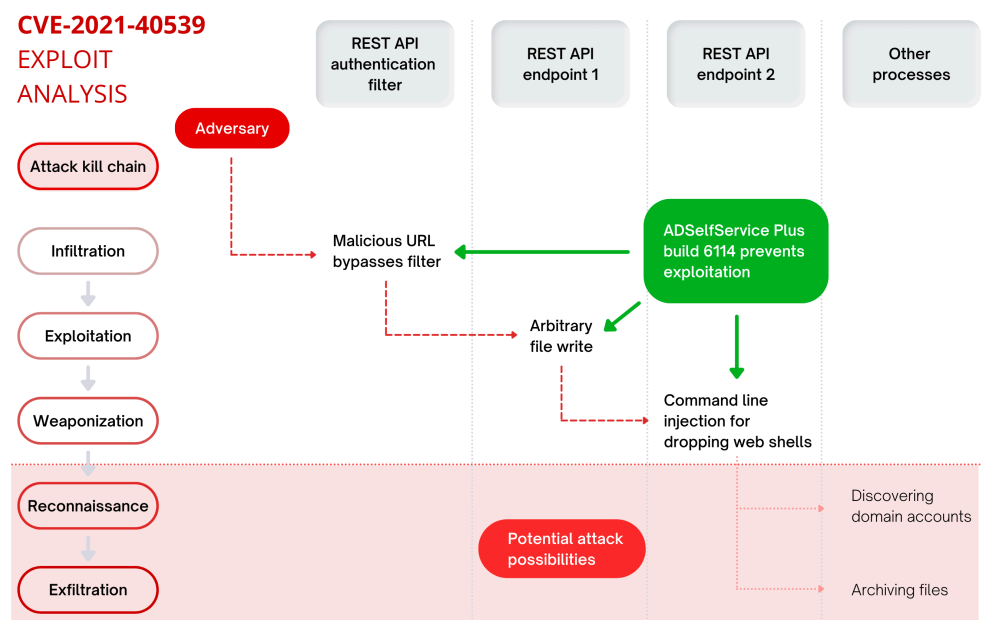 CVE-2021-40539
EXPLOIT
ANALYSIS
REST API
authentication
filter
REST API
endpoint 1
REST API
endpoint 2
Other
processes
Adversary
Attack kill chain
Infiltration
Malicious URL
bypasses filter
ADSelfService Plus
build 6114 prevents
exploitation
Exploitation
Arbitrary
file write
Weaponization
Command line
injection for
dropping web shells
Reconnaissance
Discovering
domain accounts
Potential attack
possibilities
Exfiltration
Archiving files